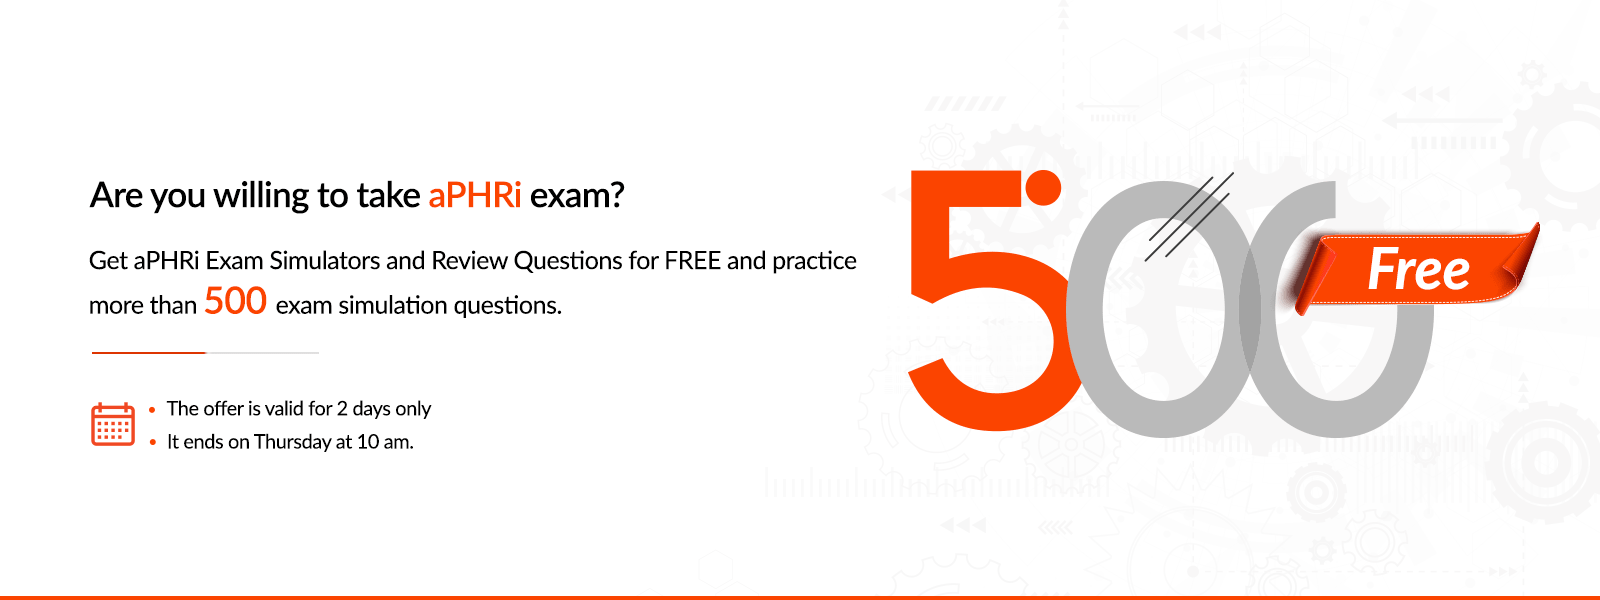 Are you willing to take aPHRi exam?
Get aPHRi Exam Simulators and Review Questions for FREE and practice
more than 500 exam simulation questions.
• The offer is valid for 2 days only
• It ends on Thursday at 10 am.
500
Free